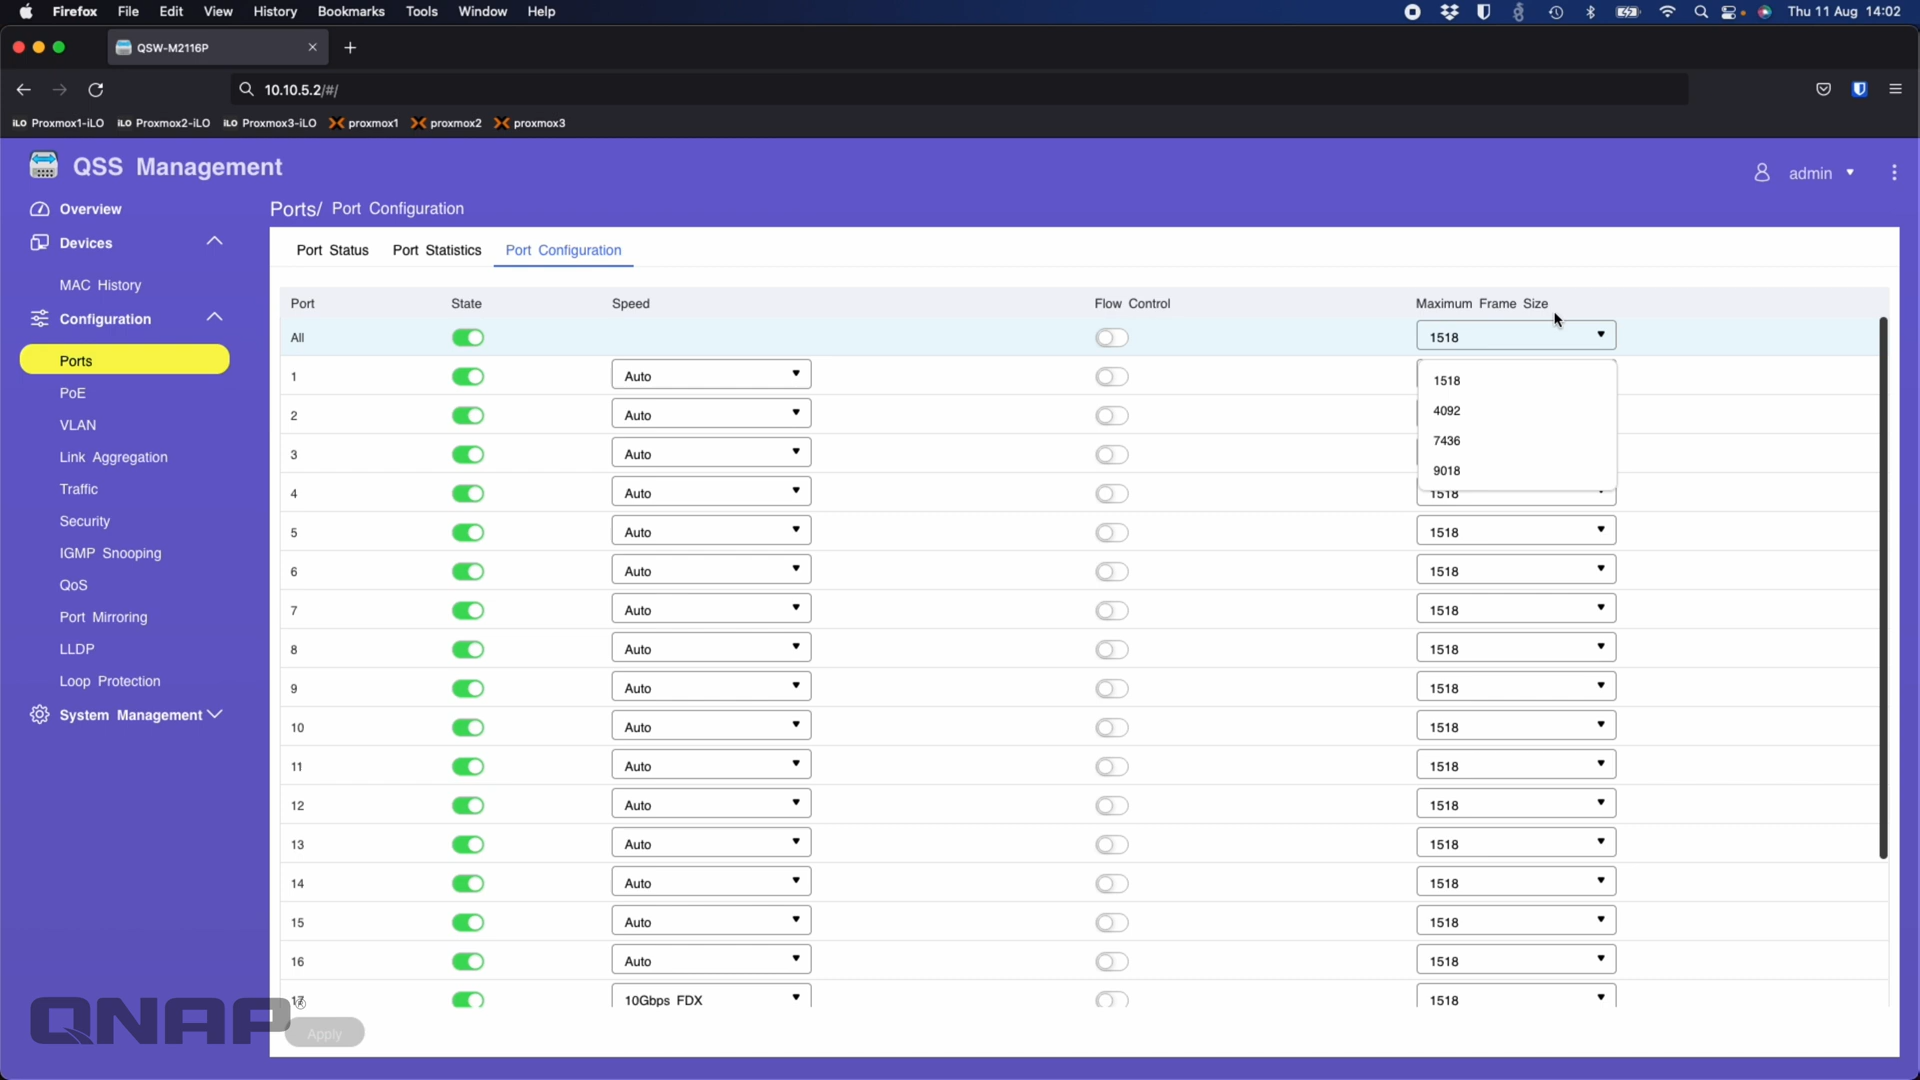 Firefox File Edit View History Bookmarks Tools Window Help Thu 11 Aug 14:02
QSW-M2116P
10.10.5.2/#/
iLO Proxmox1-iLO iLO Proxmox2-iLO iLO Proxmox3-iLO proxmox1 proxmox2 proxmox3
QSS Management
admin
Overview
Devices
MAC History
Configuration
Ports
PoE
VLAN
Link Aggregation
Traffic
Security
IGMP Snooping
QoS
Port Mirroring
LLDP
Loop Protection
System Management
Ports/ Port Configuration
Port Status Port Statistics Port Configuration
Port State Speed Flow Control Maximum Frame Size
All 1518
1 Auto
2 Auto
3 Auto
1518
4092
7436
9018
4 Auto 1518
5 Auto 1518
6 Auto 1518
7 Auto 1518
8 Auto 1518
9 Auto 1518
10 Auto 1518
11 Auto 1518
12 Auto 1518
13 Auto 1518
14 Auto 1518
15 Auto 1518
16 Auto 1518
17 10Gbps FDX 1518
Apply
QNAP